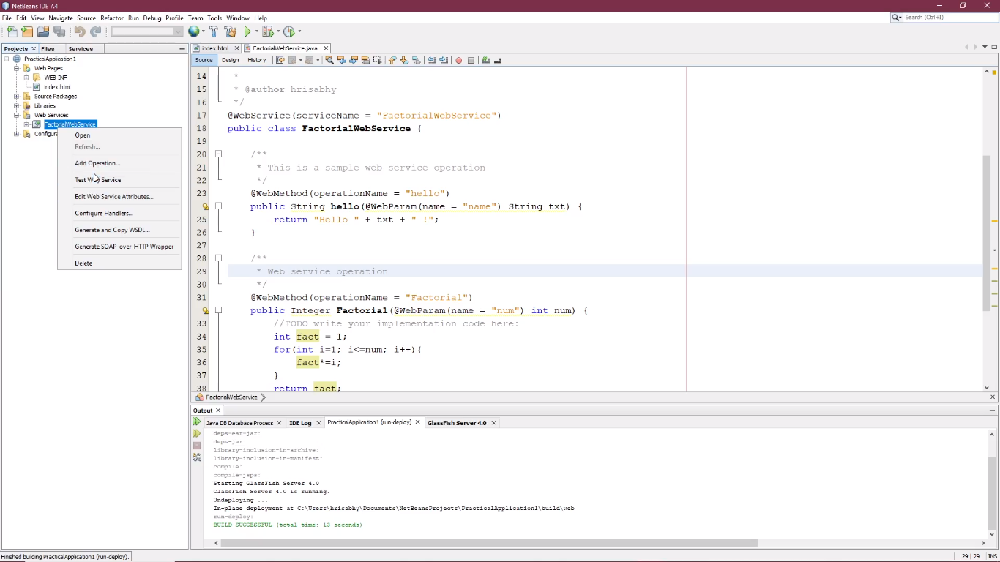 NetBeans IDE 7.4
File Edit View Navigate Source Refactor Run Debug Profile Team Tools Window Help
Search (Ctrl+I)
Projects Files Services
PracticalApplication1
Web Pages
WEB-INF
index.html
Source Packages
Libraries
Web Services
FactorialWebService
Configura
Open
Refresh...
Add Operation...
Test Web Service
Edit Web Service Attributes...
Configure Handlers...
Generate and Copy WSDL...
Generate SOAP-over-HTTP Wrapper
Delete
index.html FactorialWebService.java
Source Design History
14 *
15 * @author hrisabhy
16 */
17 @WebService(serviceName = "FactorialWebService")
18 public class FactorialWebService {
19
20 /**
21 * This is a sample web service operation
22 */
23 @WebMethod(operationName = "hello")
public String hello(@WebParam(name = "name") String txt) {
25 return "Hello " + txt + " !";
26 }
27
28 /**
29 * Web service operation
30 */
31 @WebMethod(operationName = "Factorial")
public Integer Factorial(@WebParam(name = "num") int num) {
33 //TODO write your implementation code here:
34 int fact = 1;
35 for(int i=1; i<=num; i++){
36 fact*=i;
37 }
38 return fact;
FactorialWebService
Output
Java DB Database Process IDE Log PracticalApplication1 (run-deploy) GlassFish Server 4.0
deps-ear-jar:
deps-jar:
library-inclusion-in-archive:
library-inclusion-in-manifest:
compile:
compile-jsps:
Starting GlassFish Server 4.0
GlassFish Server 4.0 is running.
Undeploying ...
In-place deployment at C:\Users\hrisabhy\Documents\NetBeansProjects\PracticalApplication1\build\web
run-deploy:
BUILD SUCCESSFUL (total time: 13 seconds)
Finished building PracticalApplication1 (run-deploy).
29 | 29 INS